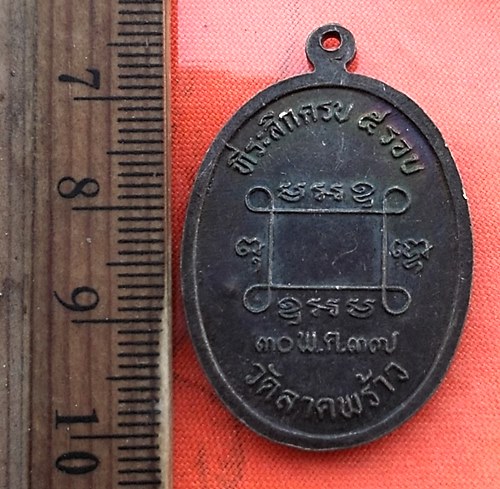 ที่ระลึกครบ ๕ รอบ
๓๐ พ.ค.๓๗
วัดลาดพร้าว
7
8
9
10